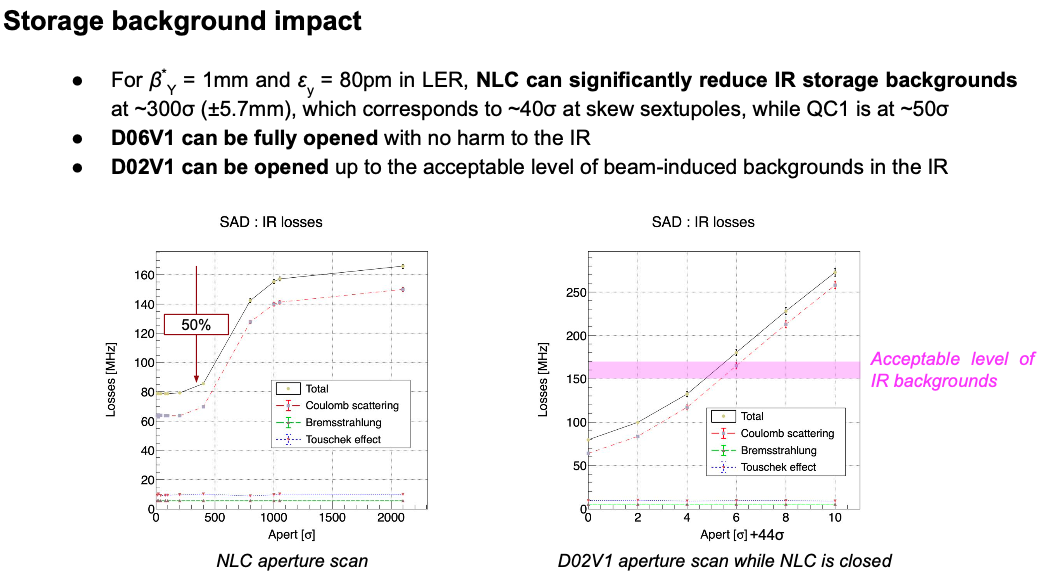 Storage background impact
● For β*Y = 1mm and εy = 80pm in LER, NLC can significantly reduce IR storage backgrounds
at ~300σ (±5.7mm), which corresponds to ~40σ at skew sextupoles, while QC1 is at ~50σ
● D06V1 can be fully opened with no harm to the IR
● D02V1 can be opened up to the acceptable level of beam-induced backgrounds in the IR
SAD : IR losses
Losses [MHz]
160
140
120
100
80
60
40
20
0
50%
Total
Coulomb scattering
Bremsstrahlung
Touschek effect
0 500 1000 1500 2000
Apert [σ]
NLC aperture scan
SAD : IR losses
Losses [MHz]
250
200
150
100
50
0
Acceptable level of
IR backgrounds
Total
Coulomb scattering
Bremsstrahlung
Touschek effect
0 2 4 6 8 10
Apert [σ] +44σ
D02V1 aperture scan while NLC is closed